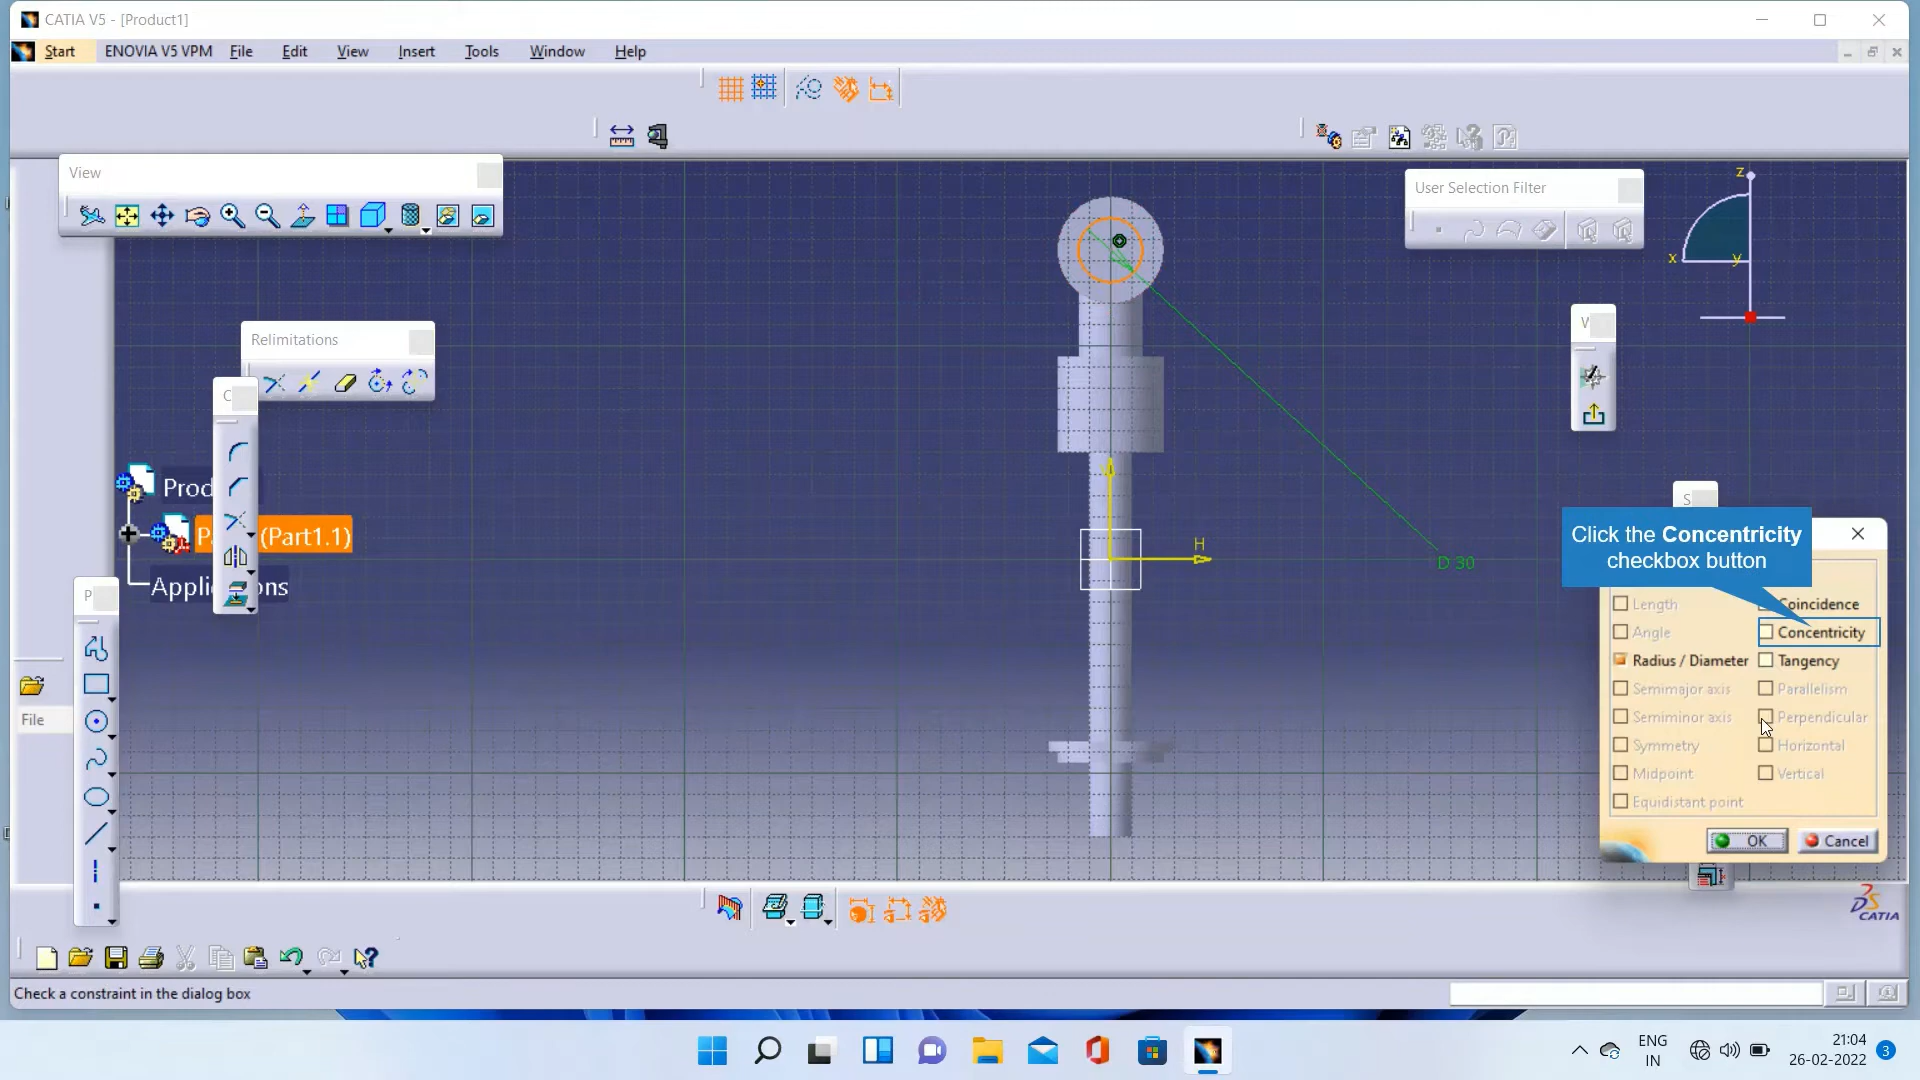 CATIA V5 - [Product1]
Start
ENOVIA V5 VPM
File
Edit
View
Insert
Tools
Window
Help
View
User Selection Filter
z
x
y
Relimitations
C
W
Prod
P
(Part1.1)
Appli
ons
P
H
D 30
S
Click the Concentricity
checkbox button
Length
Coincidence
Angle
Concentricity
Radius / Diameter
Tangency
Semimajor axis
Parallelism
Semiminor axis
Perpendicular
Symmetry
Horizontal
Midpoint
Vertical
Equidistant point
OK
Cancel
File
CATIA
Check a constraint in the dialog box
ENG
IN
21:04
26-02-2022
3